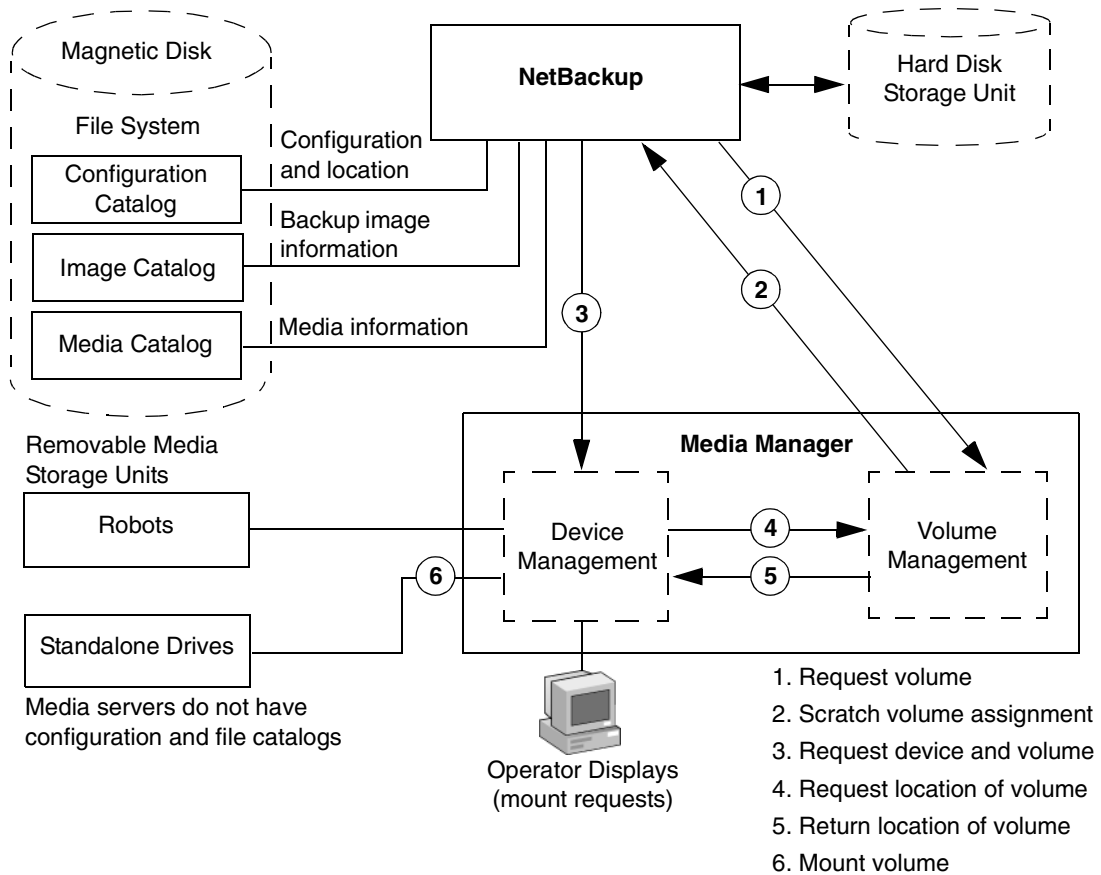 Magnetic Disk
File System
Configuration
Catalog
Image Catalog
Media Catalog
Configuration
and location
Backup image
information
Media information
NetBackup
Hard Disk
Storage Unit
1
2
3
Removable Media
Storage Units
Robots
Standalone Drives
Media servers do not have
configuration and file catalogs
Media Manager
Device
Management
4
5
6
Volume
Management
Operator Displays
(mount requests)
1. Request volume
2. Scratch volume assignment
3. Request device and volume
4. Request location of volume
5. Return location of volume
6. Mount volume